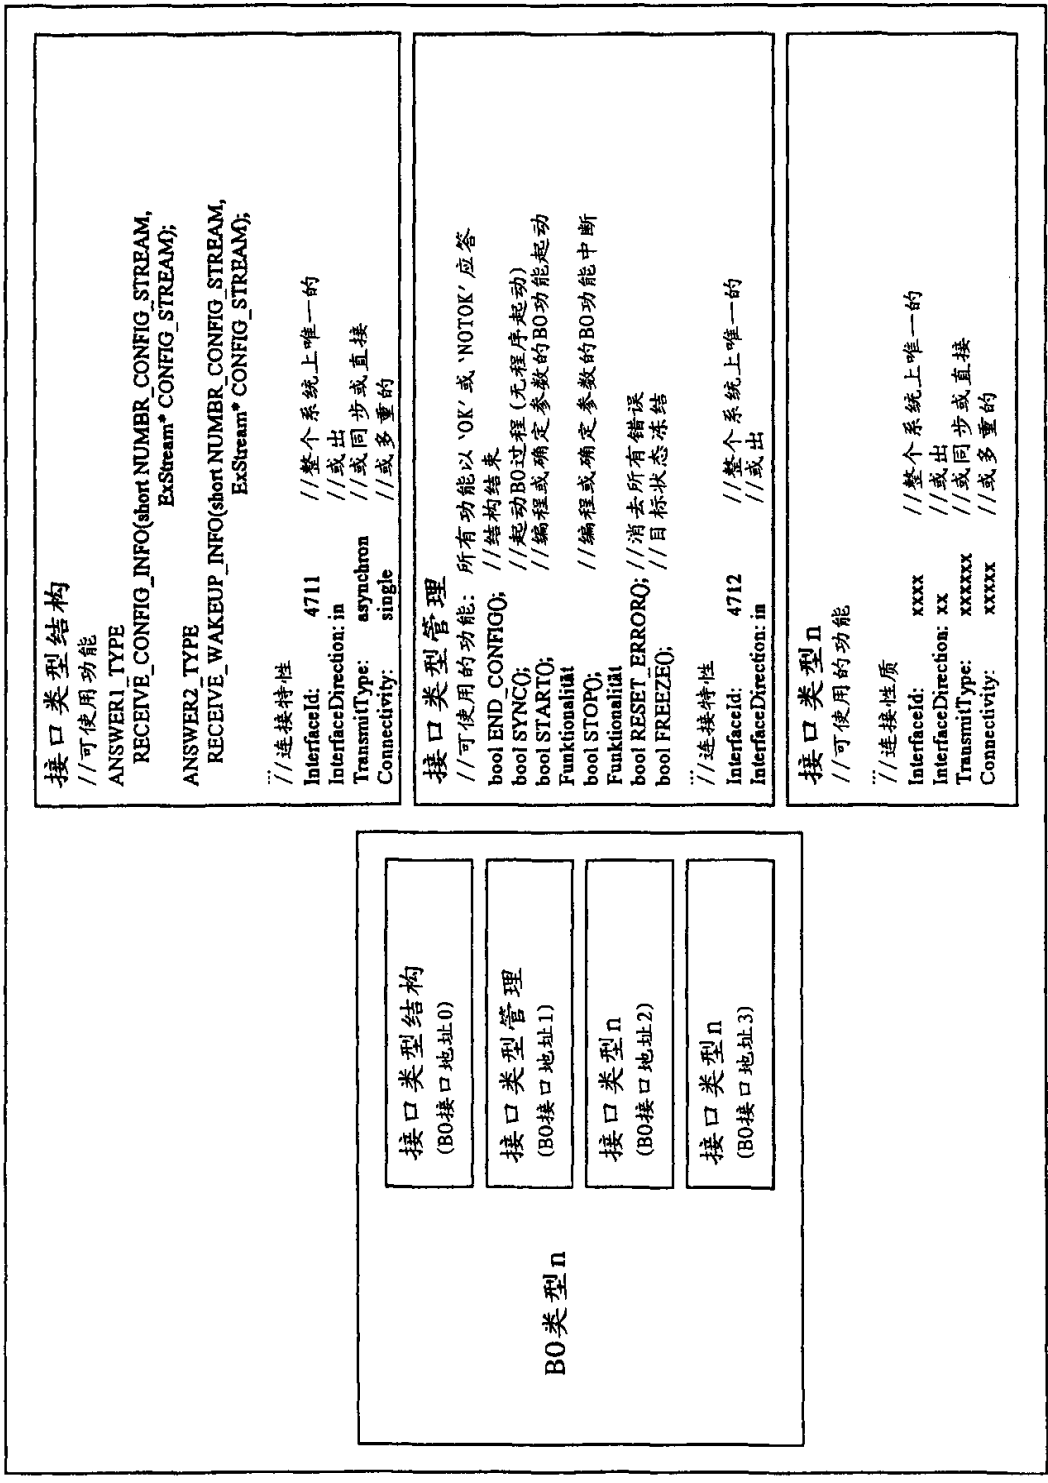 BO类型n
接口类型结构
(BO接口地址0)
接口类型管理
(BO接口地址1)
接口类型n
(BO接口地址2)
接口类型n
(BO接口地址3)
接口类型结构
//可使用功能
ANSWER1_TYPE
RECEIVE_CONFIG_INFO(short NUMBR_CONFIG_STREAM,
ExStream* CONFIG_STREAM);
ANSWER2_TYPE
RECEIVE_WAKEUP_INFO(short NUMBR_CONFIG_STREAM,
ExStream* CONFIG_STREAM);
...
//连接特性
InterfaceId: 4711 //整个系统上唯一的
InterfaceDirection: in //或出
TransmitType: asynchron //或同步或直接
Connectivity: single //或多重的
接口类型管理
//可使用的功能: 所有功能以‘OK’或‘NOTOK’应答
bool END_CONFIG(); //结构结束
bool SYNC(); //起动BO过程(无程序起动)
bool START(); //编程或确定参数的BO功能起动
Funktionalität
bool STOP(); //编程或确定参数的BO功能中断
Funktionalität
bool RESET_ERROR(); //消去所有错误
bool FREEZE(); //目标状态冻结
...
//连接特性
InterfaceId: 4712 //整个系统上唯一的
InterfaceDirection: in //或出
接口类型n
//可使用的功能
...
//连接性质
InterfaceId: xxxx //整个系统上唯一的
InterfaceDirection: xx //或出
TransmitType: xxxxxx //或同步或直接
Connectivity: xxxxx //或多重的